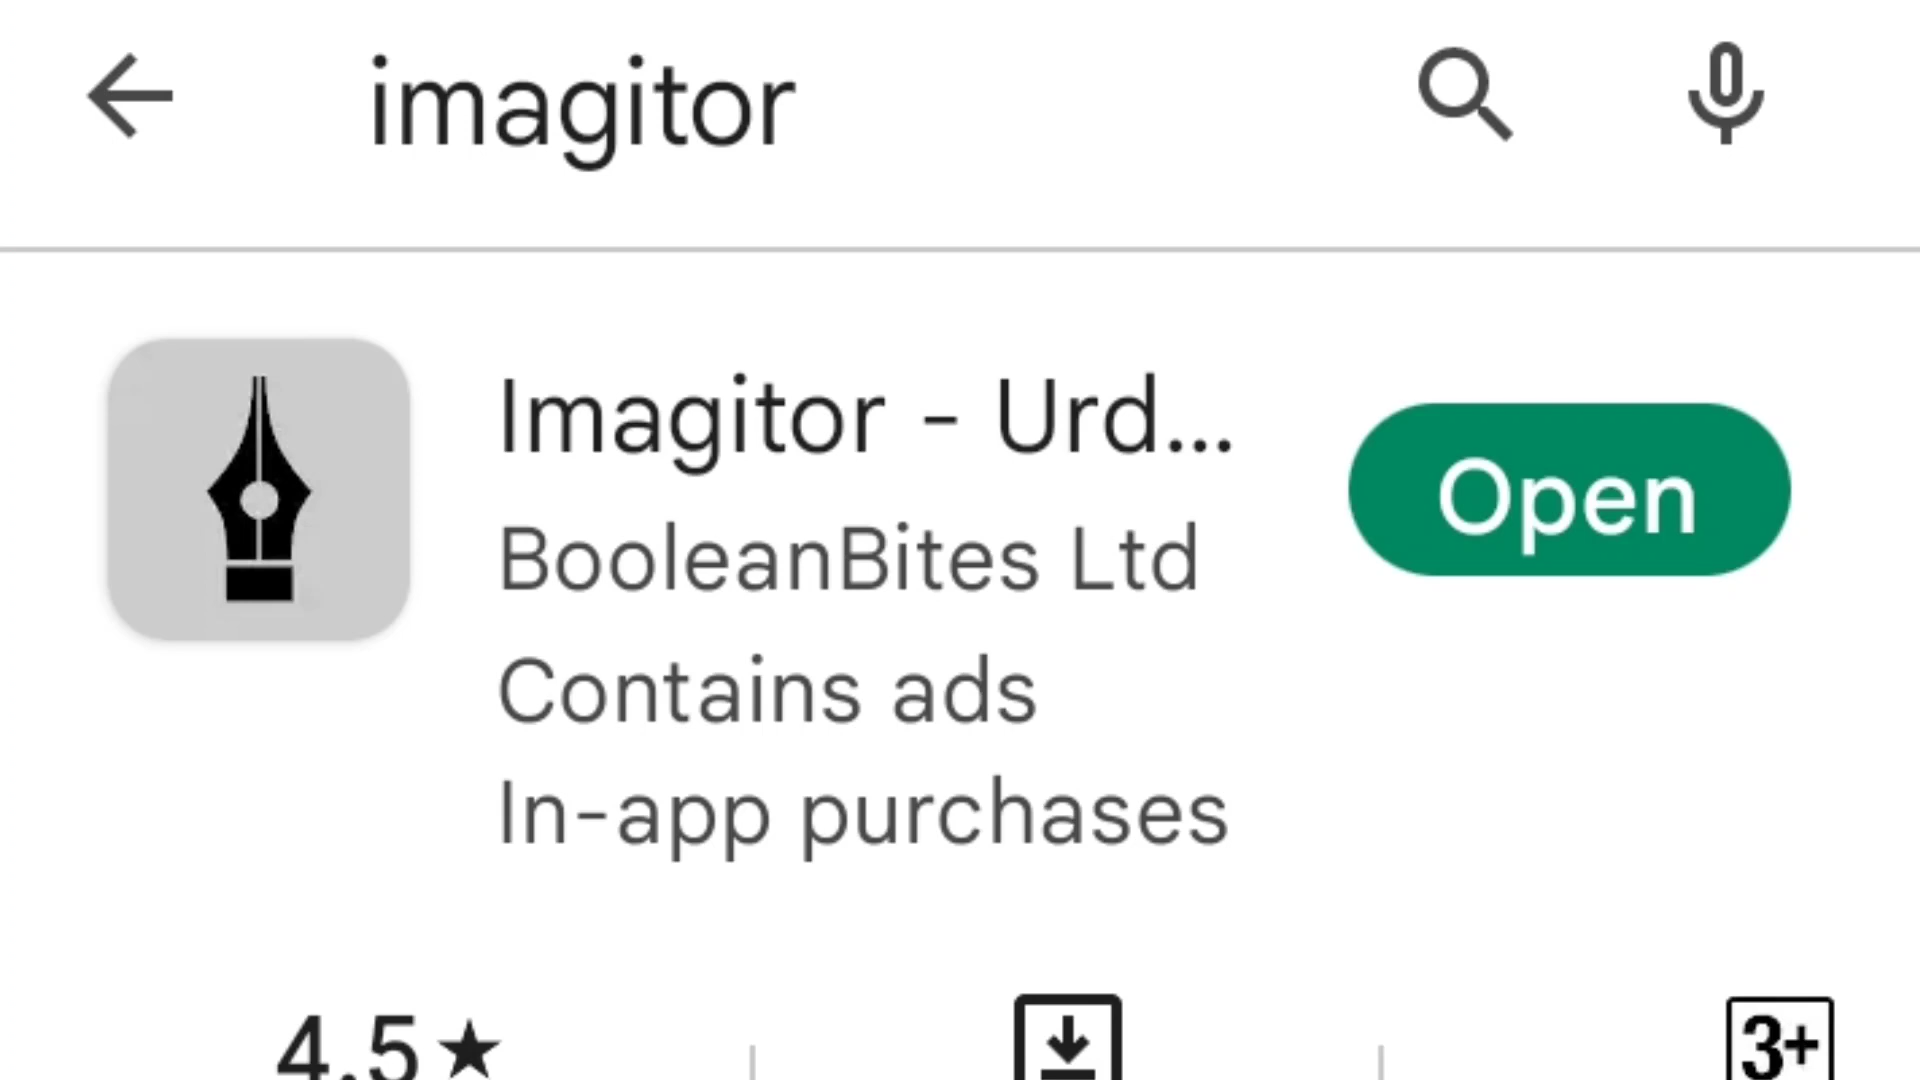 imagitor
Imagitor - Urd...
Open
BooleanBites Ltd
Contains ads
In-app purchases
4.5★
3+